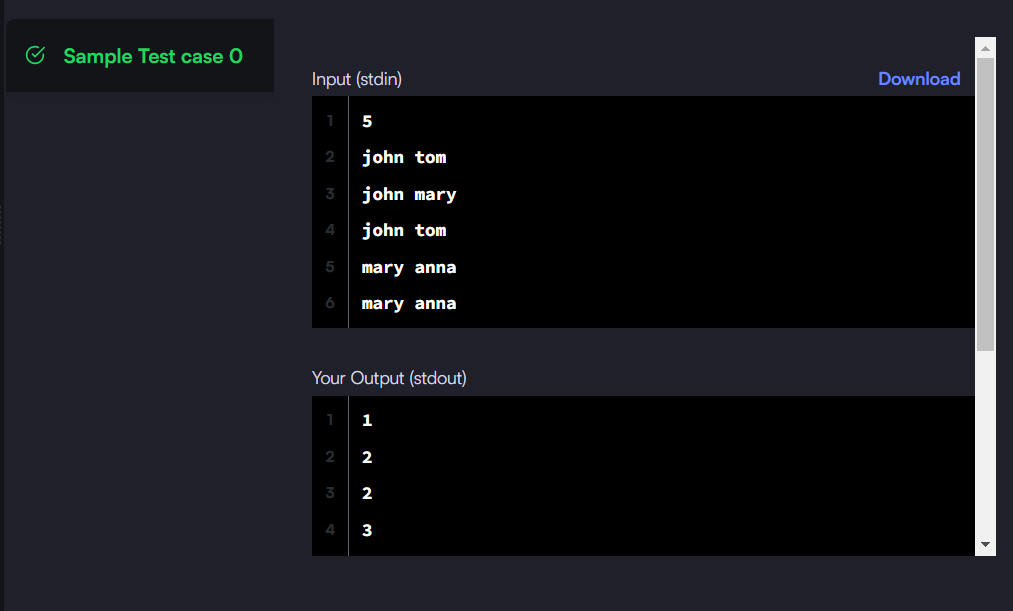 Sample Test case 0
Input (stdin)
Download
1 5
2 john tom
3 john mary
4 john tom
5 mary anna
6 mary anna
Your Output (stdout)
1 1
2 2
3 2
4 3